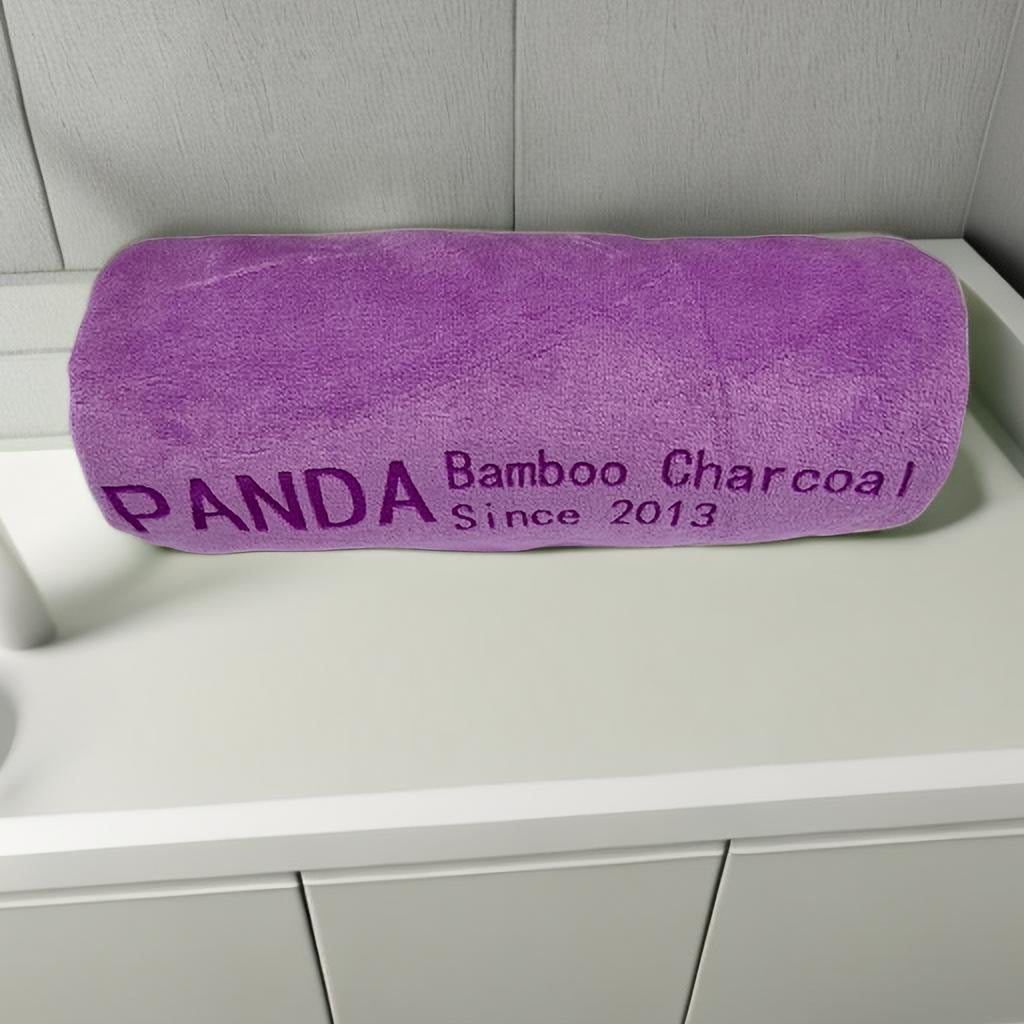 PANDA
Bamboo Charcoal
Since 2013